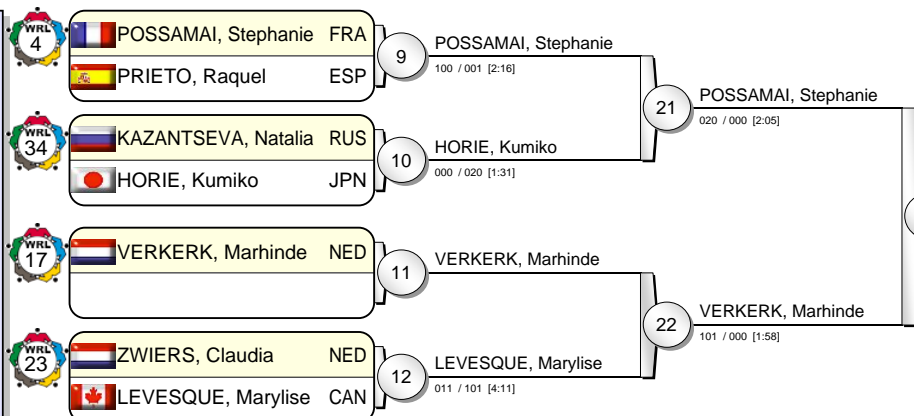 WRL
4
POSSAMAI, Stephanie FRA
PRIETO, Raquel ESP
9
POSSAMAI, Stephanie
100 / 001 [2:16]
WRL
34
KAZANTSEVA, Natalia RUS
HORIE, Kumiko JPN
10
HORIE, Kumiko
000 / 020 [1:31]
21
POSSAMAI, Stephanie
020 / 000 [2:05]
WRL
17
VERKERK, Marhinde NED
11
VERKERK, Marhinde
WRL
23
ZWIERS, Claudia NED
LEVESQUE, Marylise CAN
12
LEVESQUE, Marylise
011 / 101 [4:11]
22
VERKERK, Marhinde
101 / 000 [1:58]